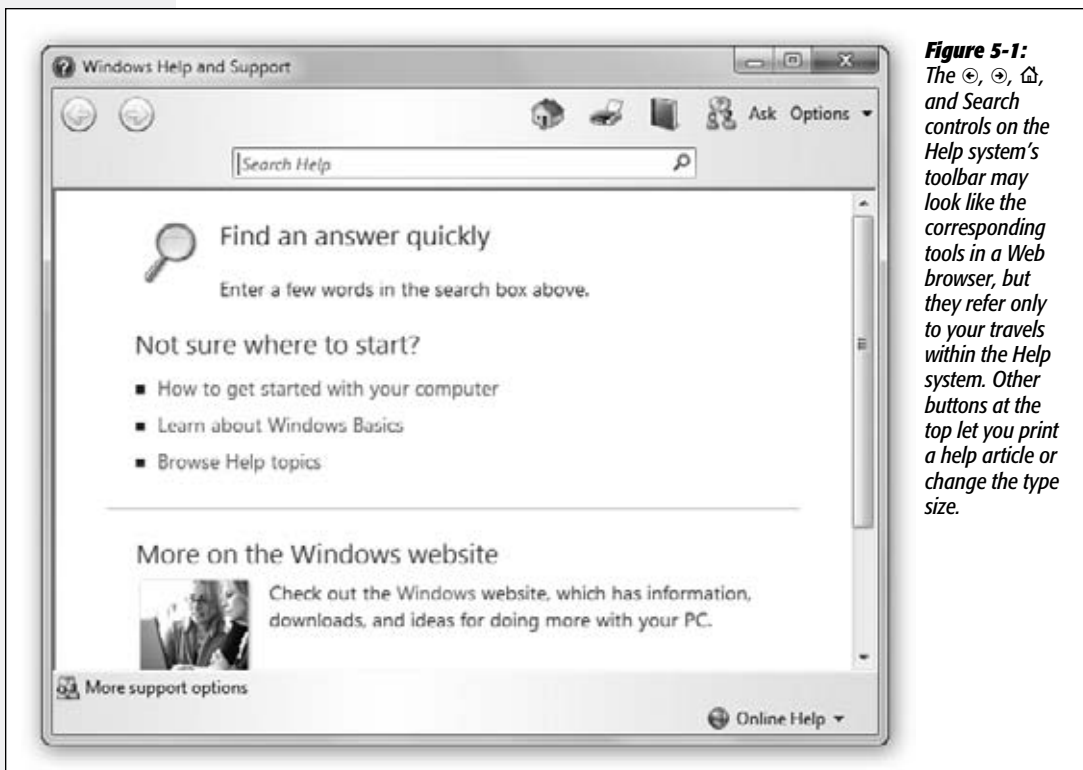 Windows Help and Support
Ask Options
Search Help
Find an answer quickly
Enter a few words in the search box above.
Not sure where to start?
■ How to get started with your computer
■ Learn about Windows Basics
■ Browse Help topics
More on the Windows website
Check out the Windows website, which has information,
downloads, and ideas for doing more with your PC.
More support options
Online Help
Figure 5-1:
The ←, →, ⌂,
and Search
controls on the
Help system's
toolbar may
look like the
corresponding
tools in a Web
browser, but
they refer only
to your travels
within the Help
system. Other
buttons at the
top let you print
a help article or
change the type
size.